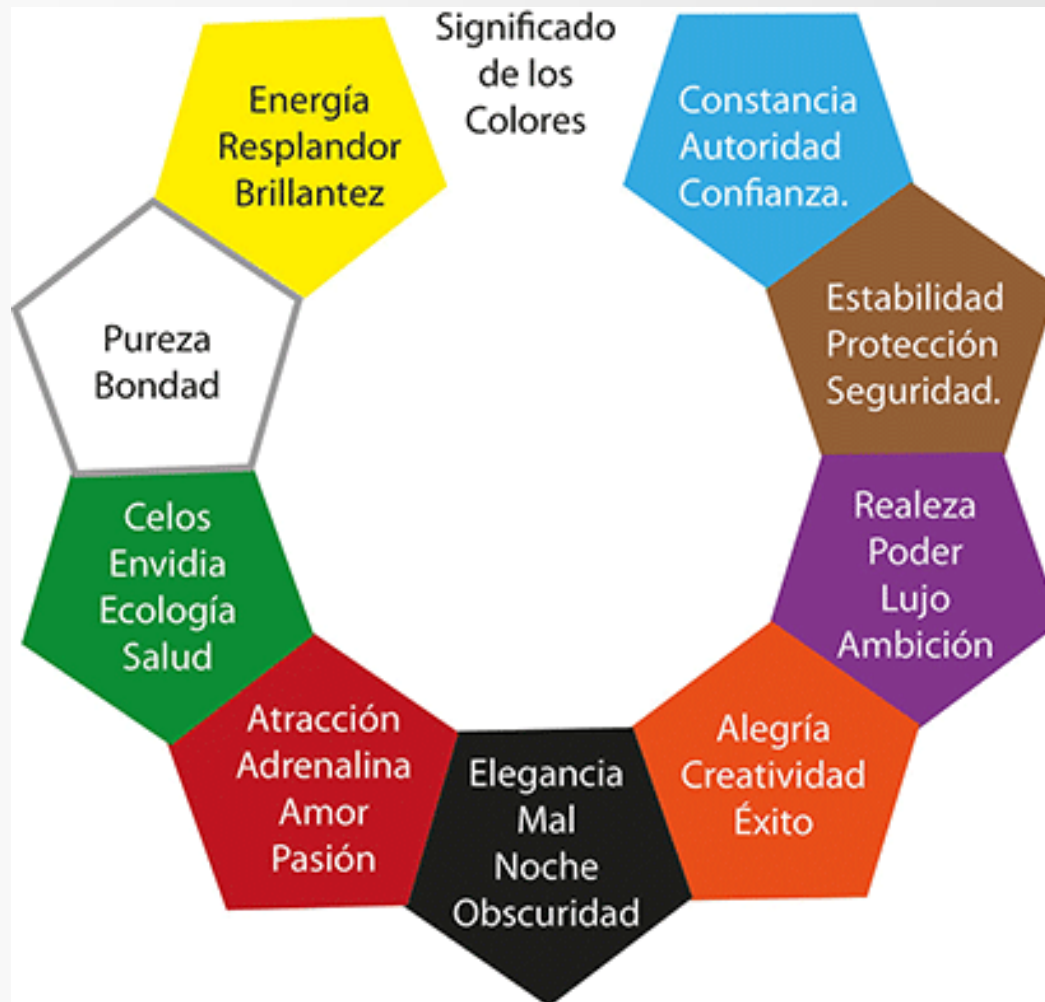 Significado
de los
Colores
Energía
Resplandor
Brillantez
Constancia
Autoridad
Confianza.
Pureza
Bondad
Estabilidad
Protección
Seguridad.
Celos
Envidia
Ecología
Salud
Realeza
Poder
Lujo
Ambición
Atracción
Adrenalina
Amor
Pasión
Elegancia
Mal
Noche
Obscuridad
Alegría
Creatividad
Éxito